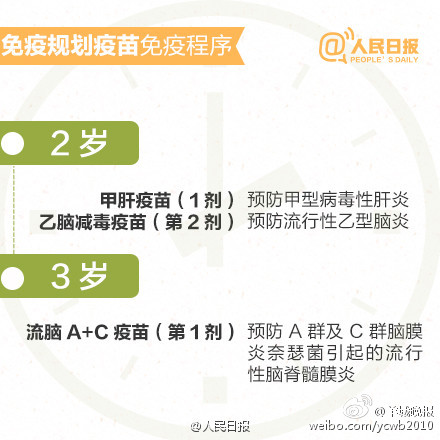 免疫规划疫苗免疫程序
@人民日报
PEOPLE'S DAILY
2岁
甲肝疫苗（1剂） 预防甲型病毒性肝炎
乙脑减毒疫苗（第2剂） 预防流行性乙型脑炎
3岁
流脑A+C疫苗（第1剂） 预防A群及C群脑膜
炎奈瑟菌引起的流行
性脑脊髓膜炎
@人民日报
@羊城晚报
weibo.com/ycwb2010